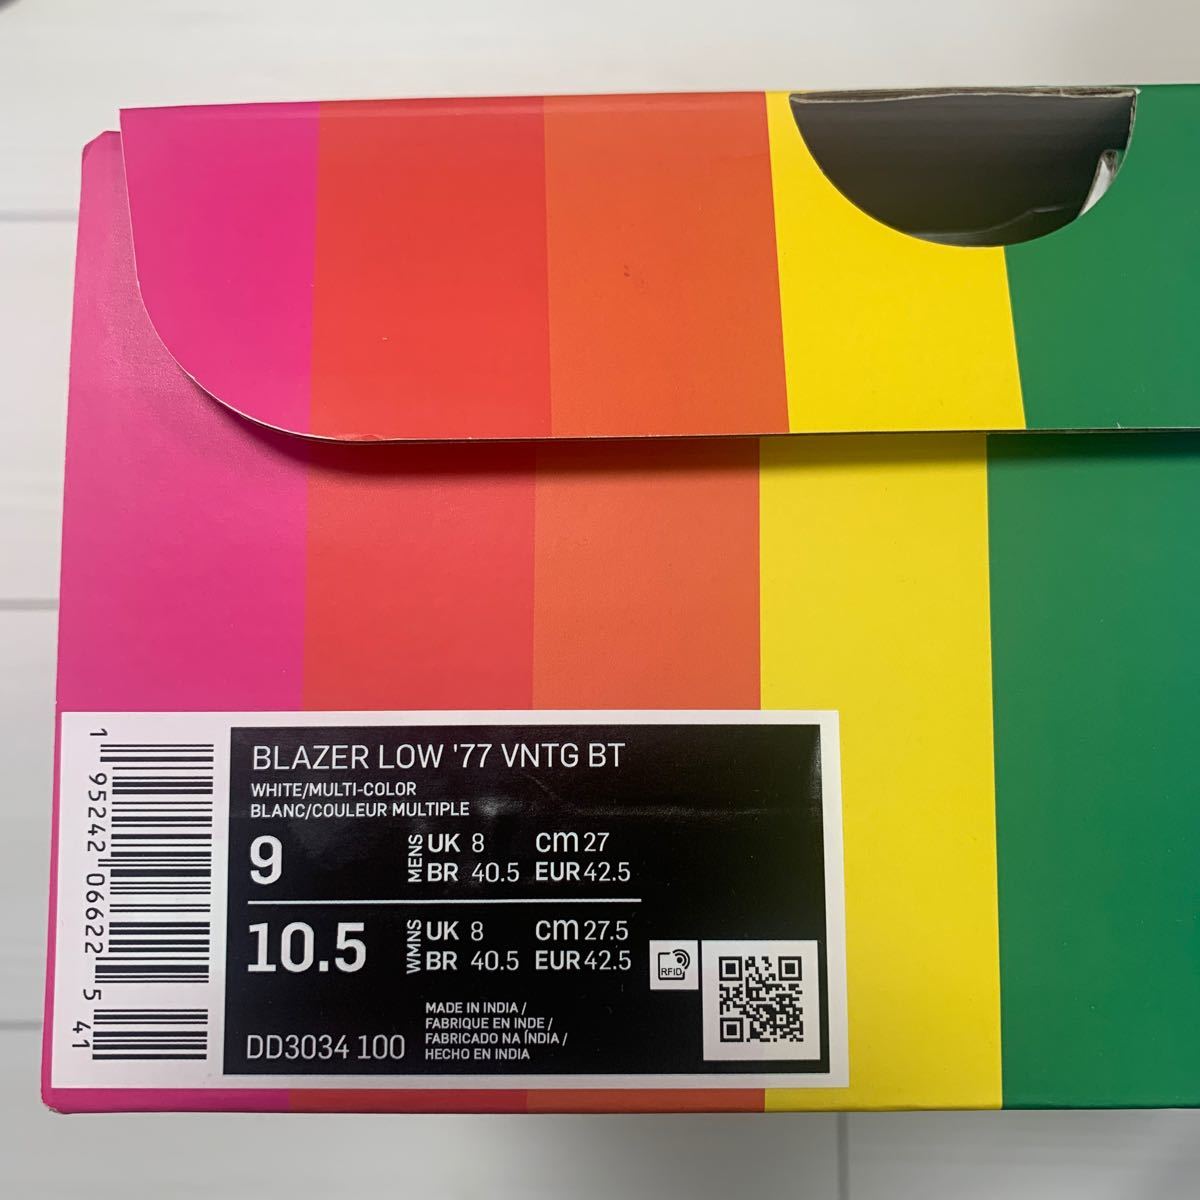 BLAZER LOW '77 VNTG BT
WHITE/MULTI-COLOR
BLANC/COULEUR MULTIPLE
9 MENS UK 8 cm 27
BR 40.5 EUR 42.5
10.5 WMNS UK 8 cm 27.5
BR 40.5 EUR 42.5
RFID
MADE IN INDIA /
FABRIQUE EN INDE /
FABRICADO NA ÍNDIA /
HECHO EN INDIA
DD3034 100
1 95242 06622 5 41